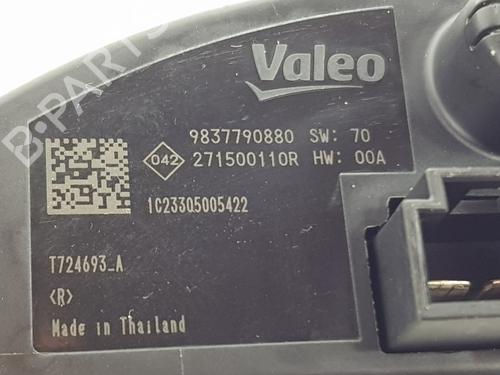 Valeo
9837790880 SW: 70
042 271500110R HW: 00A
1C23305005422
T724693_A
<R>
Made in Thailand
B-PARTS